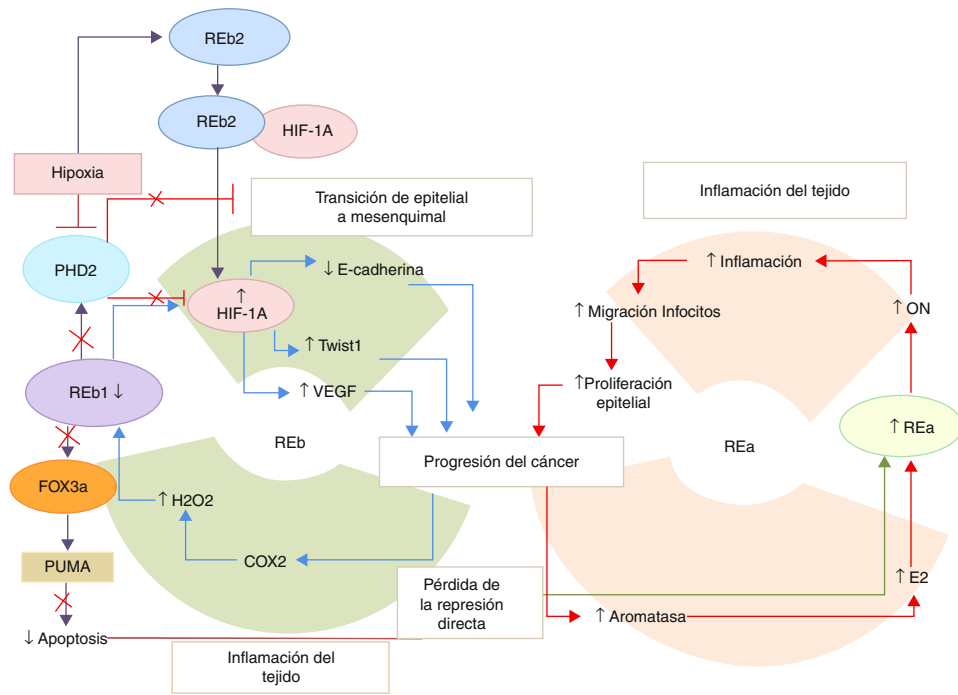 REb2
REb2
HIF-1A
Hipoxia
Transición de epitelial
a mesenquimal
Inflamación del tejido
PHD2
↓ E-cadherina
↑
HIF-1A
↑ Twist1
↑ VEGF
REb1 ↓
REb
FOX3a
↑ H2O2
COX2
PUMA
↓ Apoptosis
Inflamación del
tejido
Progresión del cáncer
Pérdida de
la represión
directa
↑ Inflamación
↑ Migración Infocitos
↑Proliferación
epitelial
↑ ON
↑ REa
REa
↑ E2
↑ Aromatasa